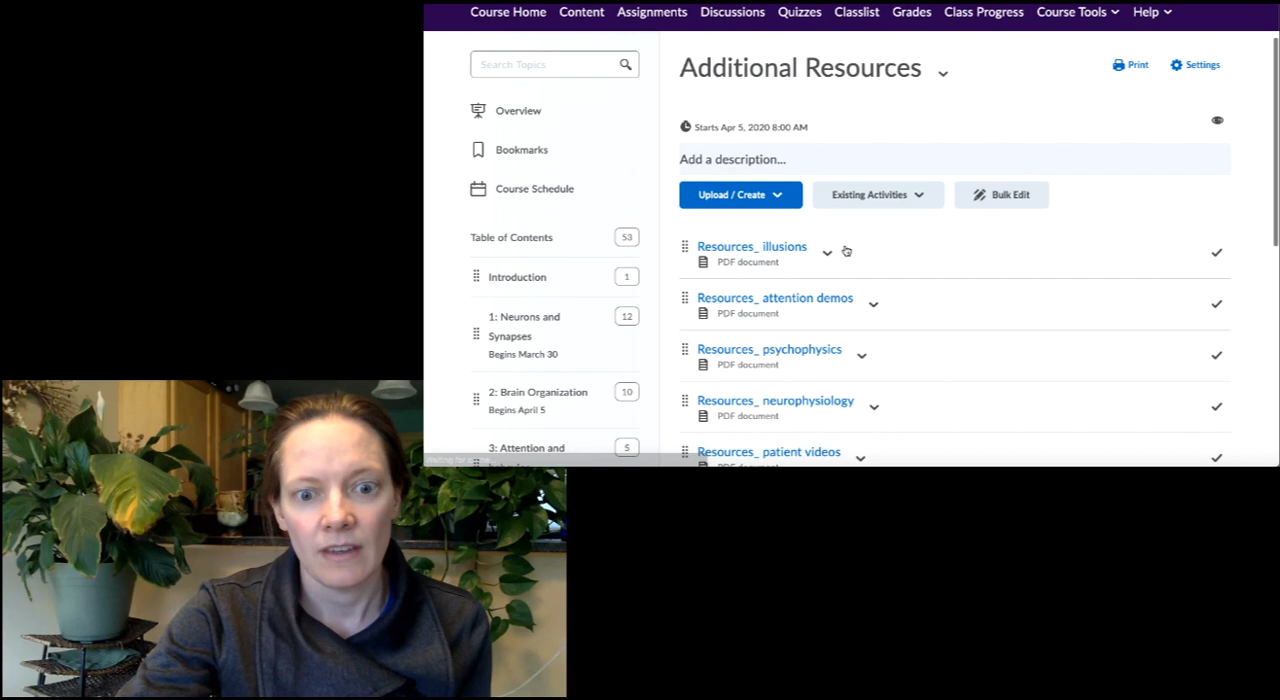 Course Home Content Assignments Discussions Quizzes Classlist Grades Class Progress Course Tools Help
Search Topics
Overview
Bookmarks
Course Schedule
Table of Contents 53
Introduction 1
1: Neurons and 12
Synapses
Begins March 30
2: Brain Organization 10
Begins April 5
3: Attention and 5
Additional Resources
Print Settings
Starts Apr 5, 2020 8:00 AM
Add a description...
Upload / Create Existing Activities Bulk Edit
Resources_ illusions
PDF document
Resources_ attention demos
PDF document
Resources_ psychophysics
PDF document
Resources_ neurophysiology
PDF document
Resources_ patient videos
PDF document